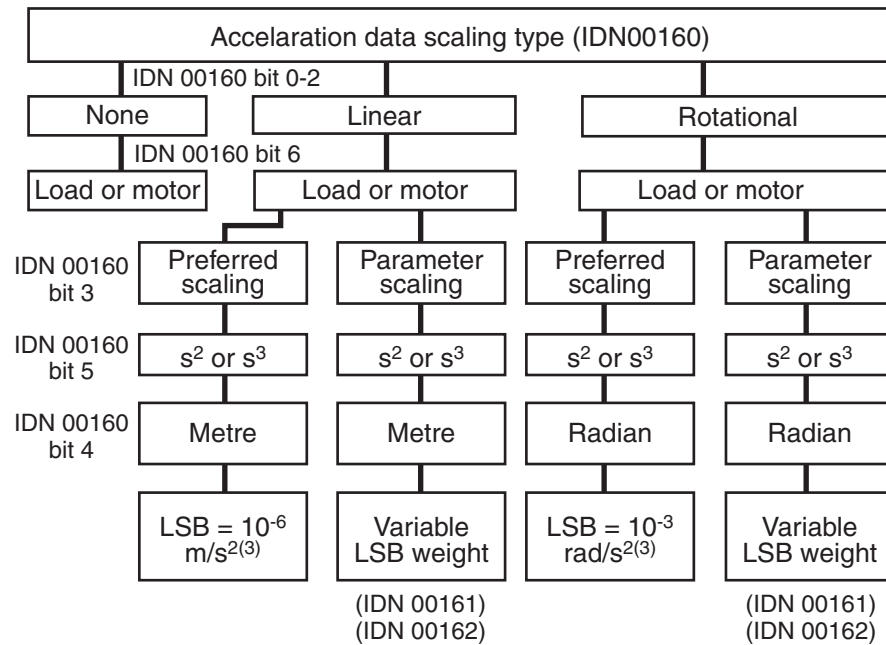 Accelaration data scaling type (IDN00160)
IDN 00160 bit 0-2
None
Linear
Rotational
IDN 00160 bit 6
Load or motor
Load or motor
Load or motor
IDN 00160
bit 3
Preferred
scaling
Parameter
scaling
Preferred
scaling
Parameter
scaling
IDN 00160
bit 5
s² or s³
s² or s³
s² or s³
s² or s³
IDN 00160
bit 4
Metre
Metre
Radian
Radian
LSB = 10⁻⁶
m/s²⁽³⁾
Variable
LSB weight
LSB = 10⁻³
rad/s²⁽³⁾
Variable
LSB weight
(IDN 00161)
(IDN 00162)
(IDN 00161)
(IDN 00162)